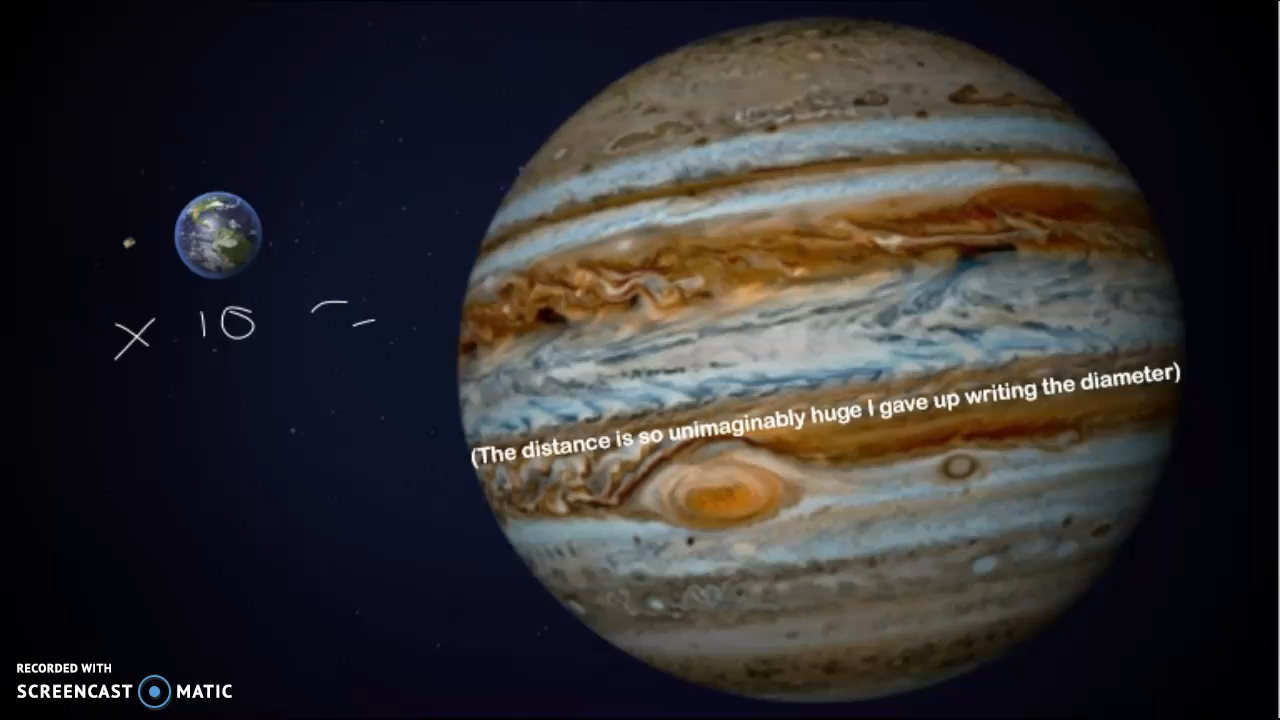 X 10 =
(The distance is so unimaginably huge I gave up writing the diameter)
RECORDED WITH
SCREENCAST MATIC